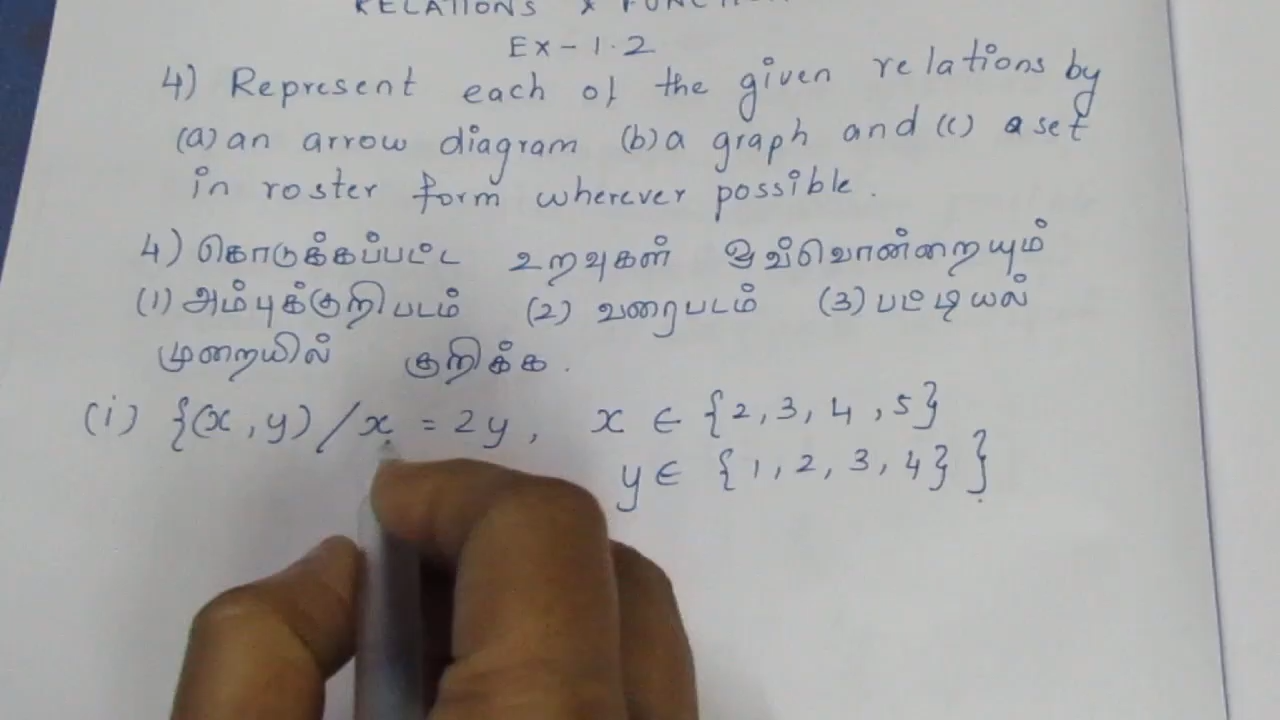 RELATIONS & FUNCTION
EX-1.2
4) Represent each of the given relations by
(a) an arrow diagram (b) a graph and (c) a set
in roster form wherever possible.
4) கொடுக்கப்பட்ட உறவுகள் ஒவ்வொன்றையும்
(1) அம்புக்குறிபடம் (2) வரைபடம் (3) பட்டியல்
முறையில் குறிக்க.
(i) {(x,y)/x = 2y, x ∈ {2,3,4,5}
y ∈ {1,2,3,4}}